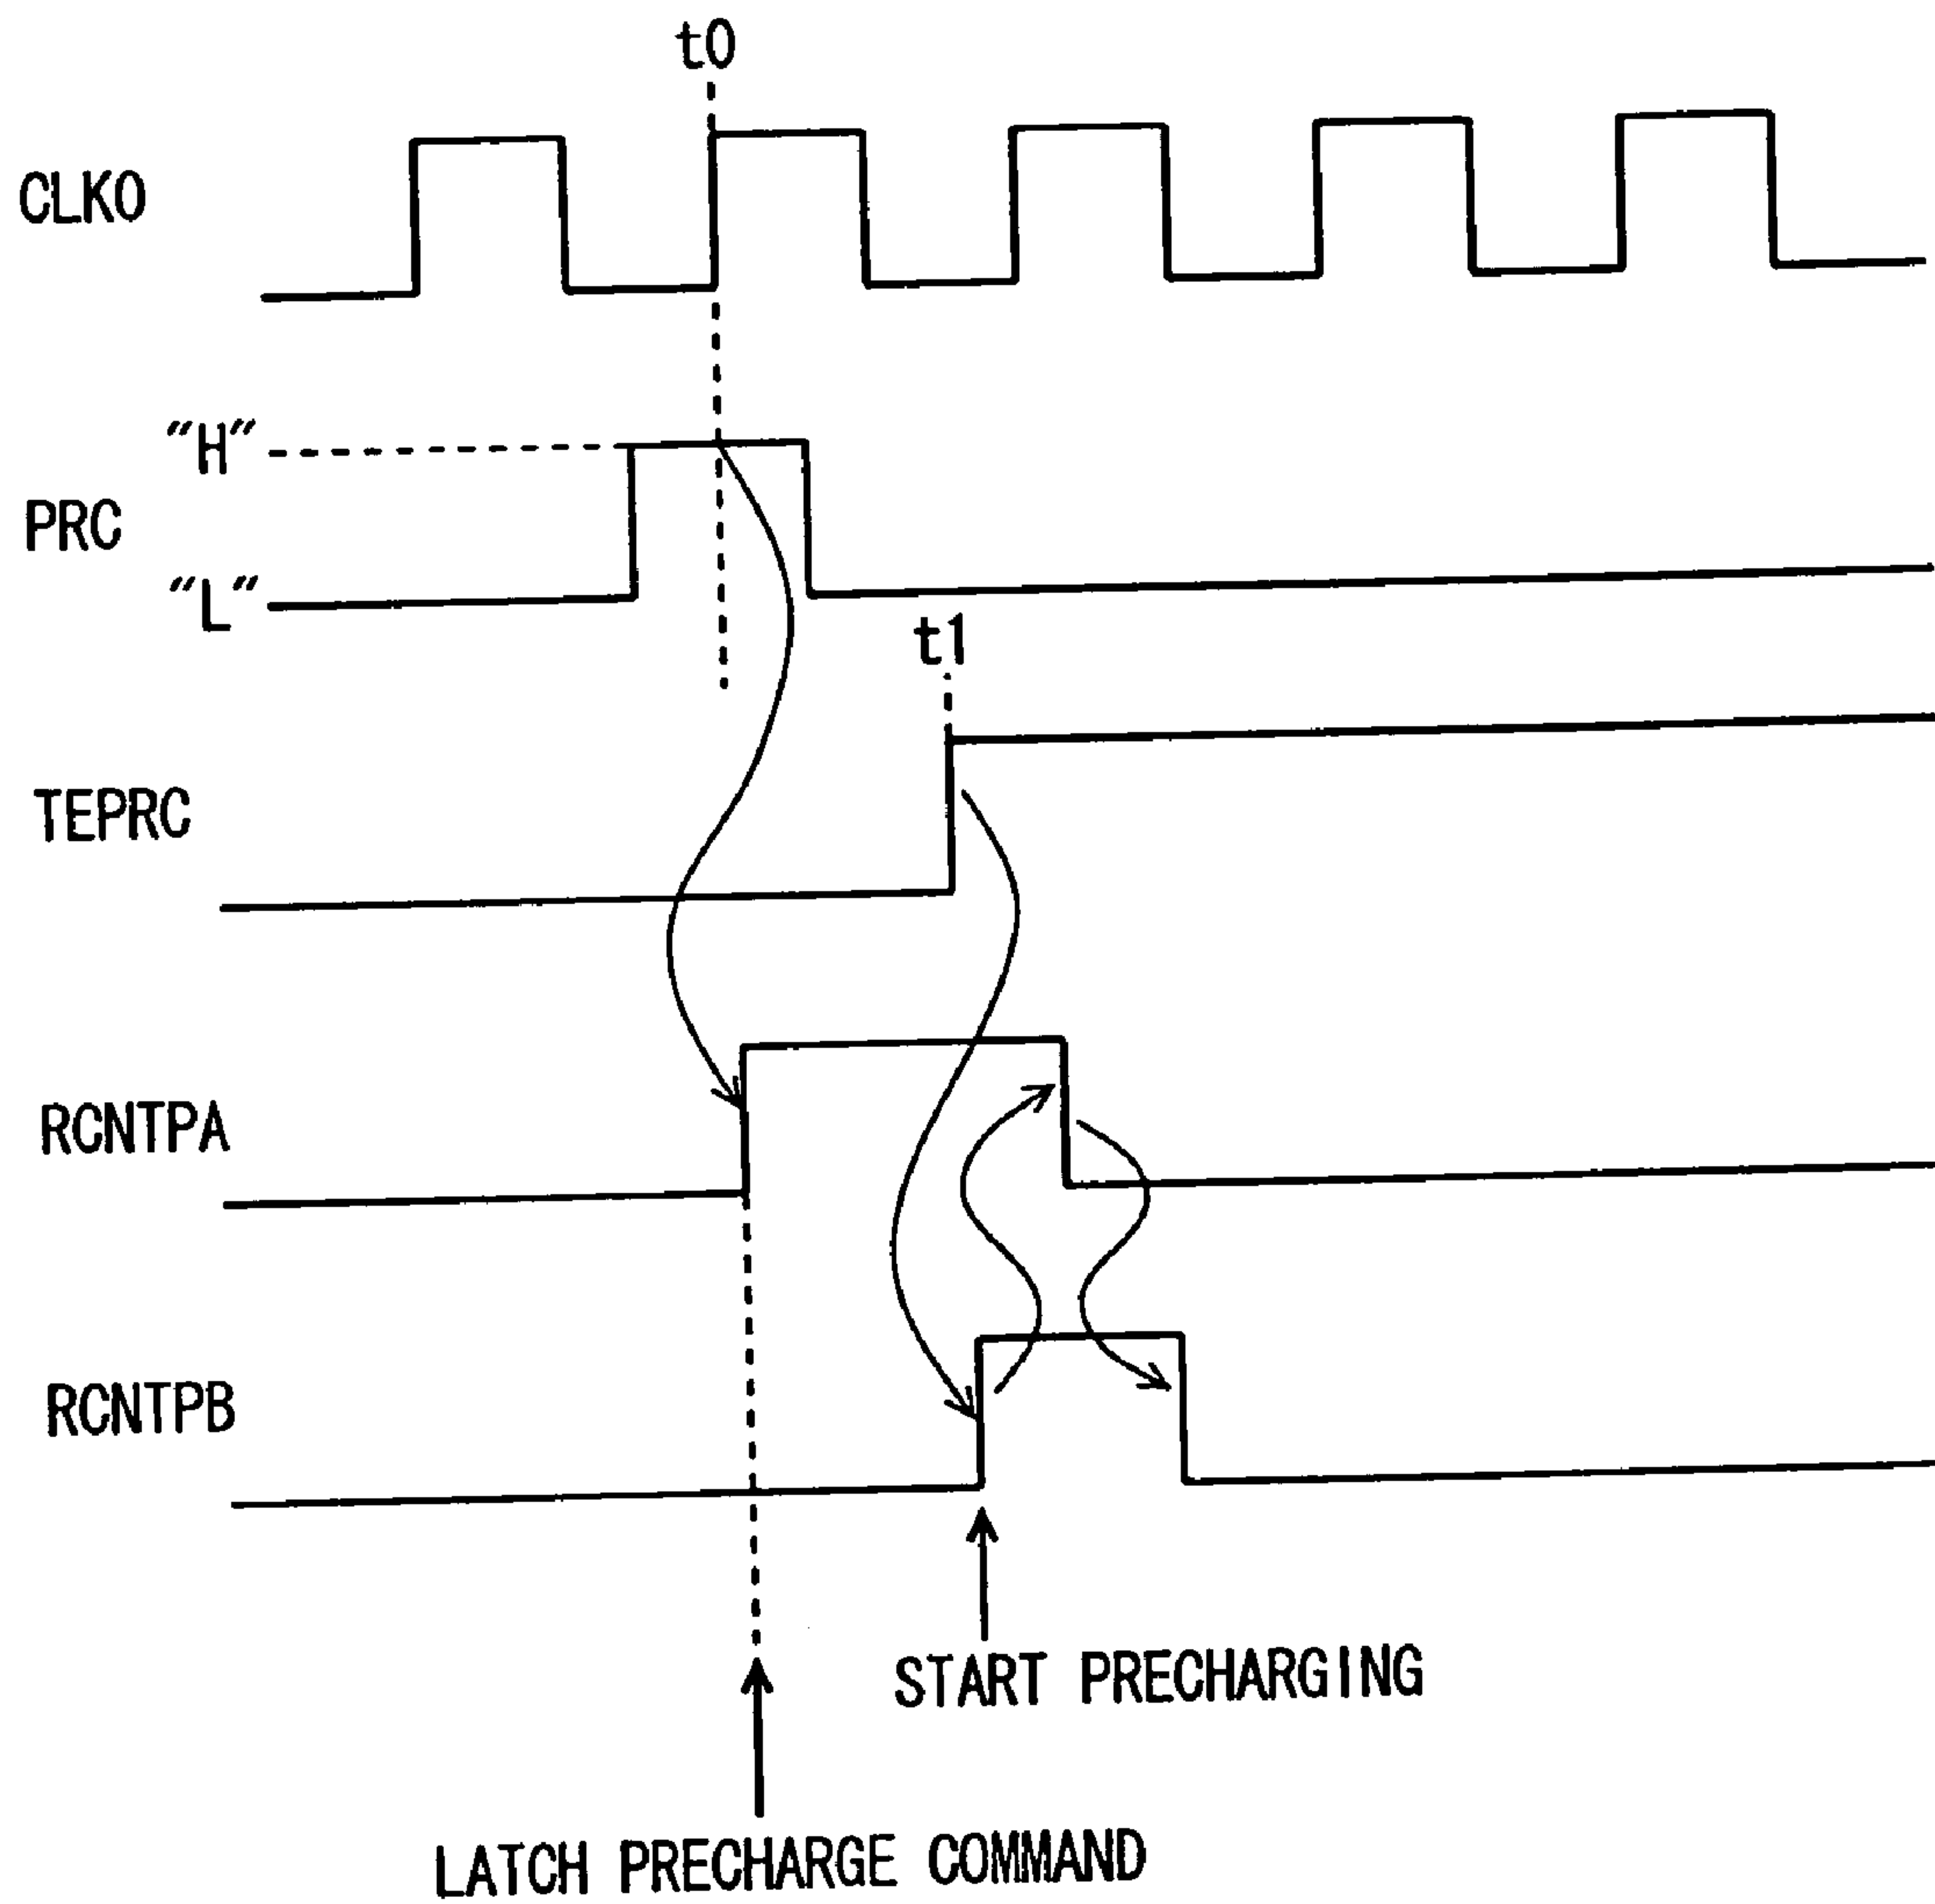 t0
CLK0
"H"
PRC
"L"
t1
TEPRC
RCNTPA
RCNTPB
START PRECHARGING
LATCH PRECHARGE COMMAND